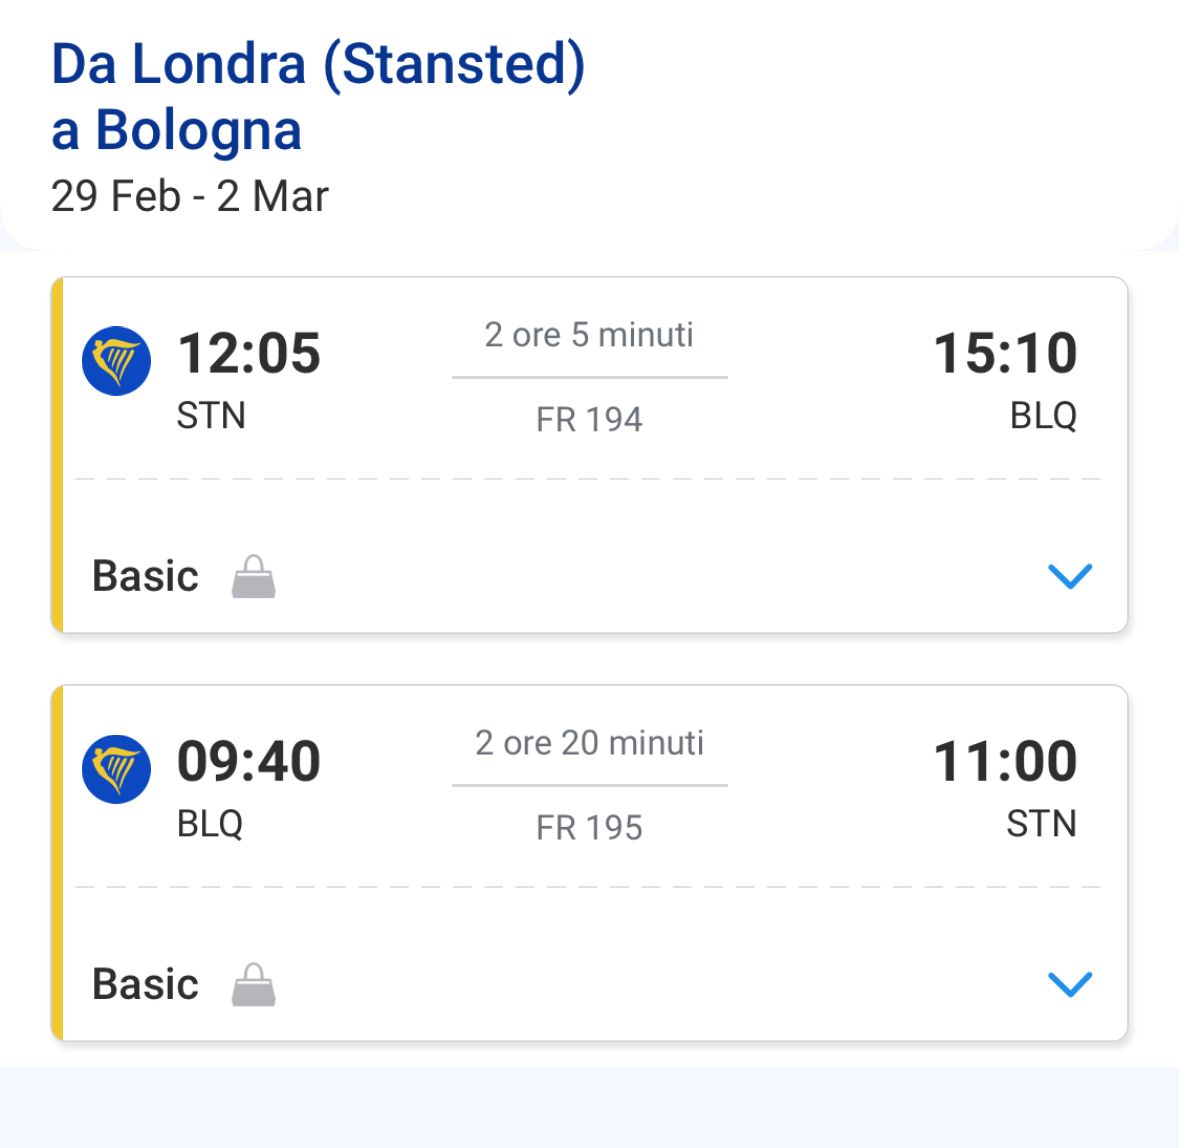 Da Londra (Stansted)
a Bologna
29 Feb - 2 Mar
12:05
2 ore 5 minuti
15:10
STN
FR 194
BLQ
Basic
09:40
2 ore 20 minuti
11:00
BLQ
FR 195
STN
Basic